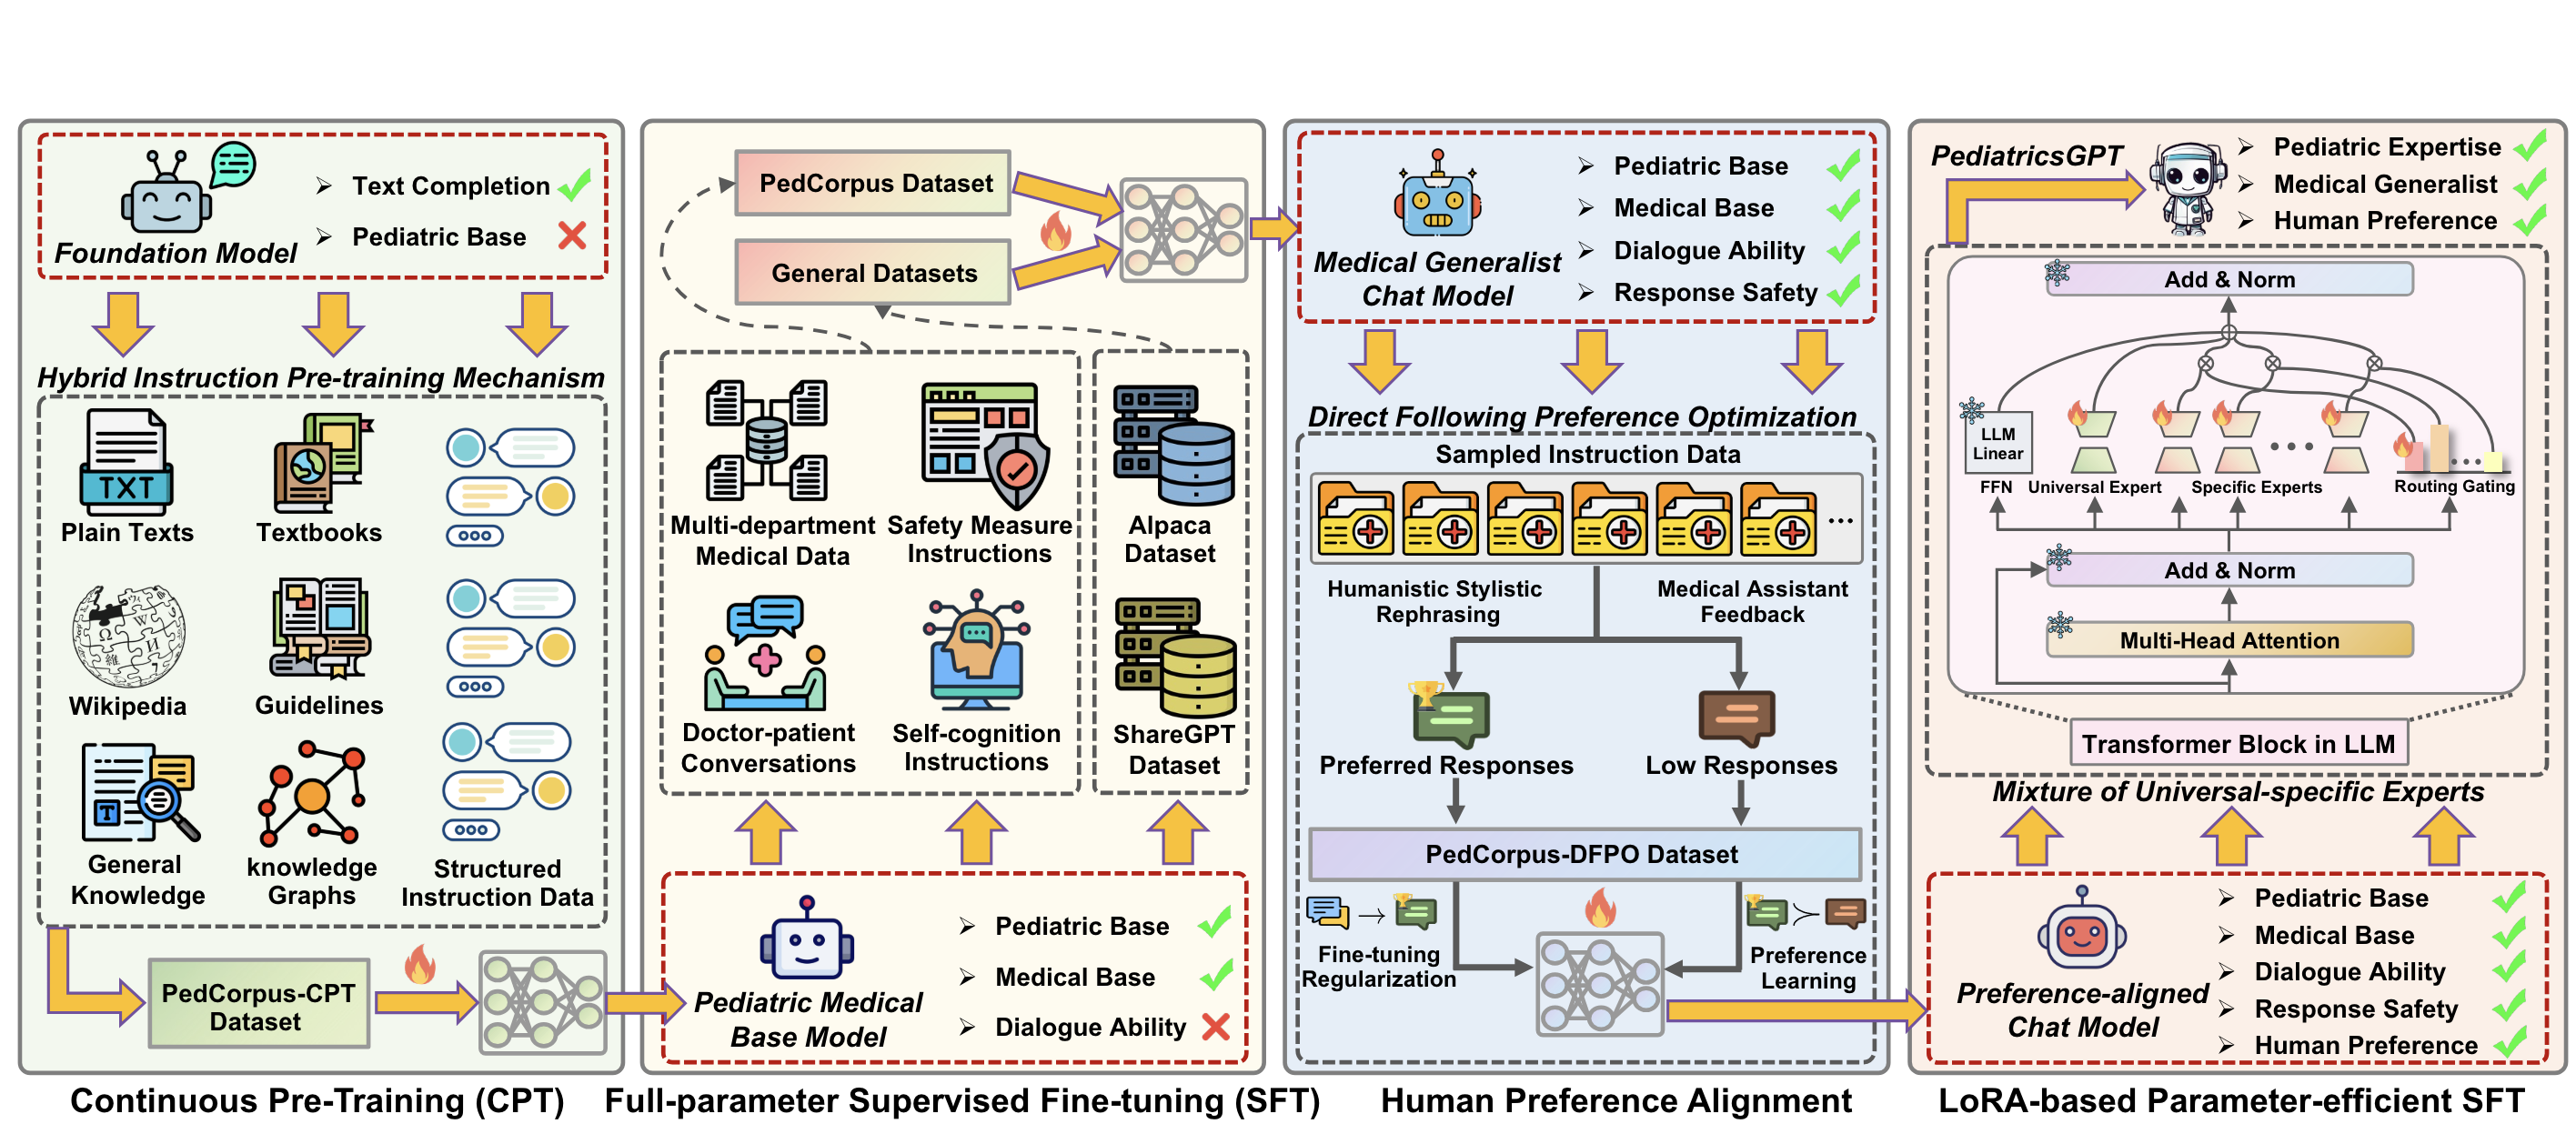 Foundation Model
Text Completion
Pediatric Base
Hybrid Instruction Pre-training Mechanism
TXT
Plain Texts
Textbooks
Wikipedia
Guidelines
General
Knowledge
knowledge
Graphs
Structured
Instruction Data
PedCorpus-CPT
Dataset
Continuous Pre-Training (CPT)
PedCorpus Dataset
General Datasets
Multi-department
Medical Data
Safety Measure
Instructions
Alpaca
Dataset
Doctor-patient
Conversations
Self-cognition
Instructions
ShareGPT
Dataset
Pediatric Medical
Base Model
Pediatric Base
Medical Base
Dialogue Ability
Full-parameter Supervised Fine-tuning (SFT)
Medical Generalist
Chat Model
Pediatric Base
Medical Base
Dialogue Ability
Response Safety
Direct Following Preference Optimization
Sampled Instruction Data
...
Humanistic Stylistic
Rephrasing
Medical Assistant
Feedback
Preferred Responses
Low Responses
PedCorpus-DFPO Dataset
Fine-tuning
Regularization
Preference
Learning
Human Preference Alignment
PediatricsGPT
Pediatric Expertise
Medical Generalist
Human Preference
Add & Norm
LLM
Linear
FFN
Universal Expert
Specific Experts
Routing Gating
Add & Norm
Multi-Head Attention
Transformer Block in LLM
Mixture of Universal-specific Experts
Preference-aligned
Chat Model
Pediatric Base
Medical Base
Dialogue Ability
Response Safety
Human Preference
LoRA-based Parameter-efficient SFT